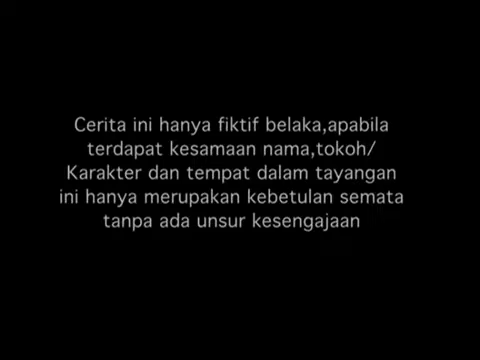 Cerita ini hanya fiktif belaka,apabila
terdapat kesamaan nama,tokoh/
Karakter dan tempat dalam tayangan
ini hanya merupakan kebetulan semata
tanpa ada unsur kesengajaan